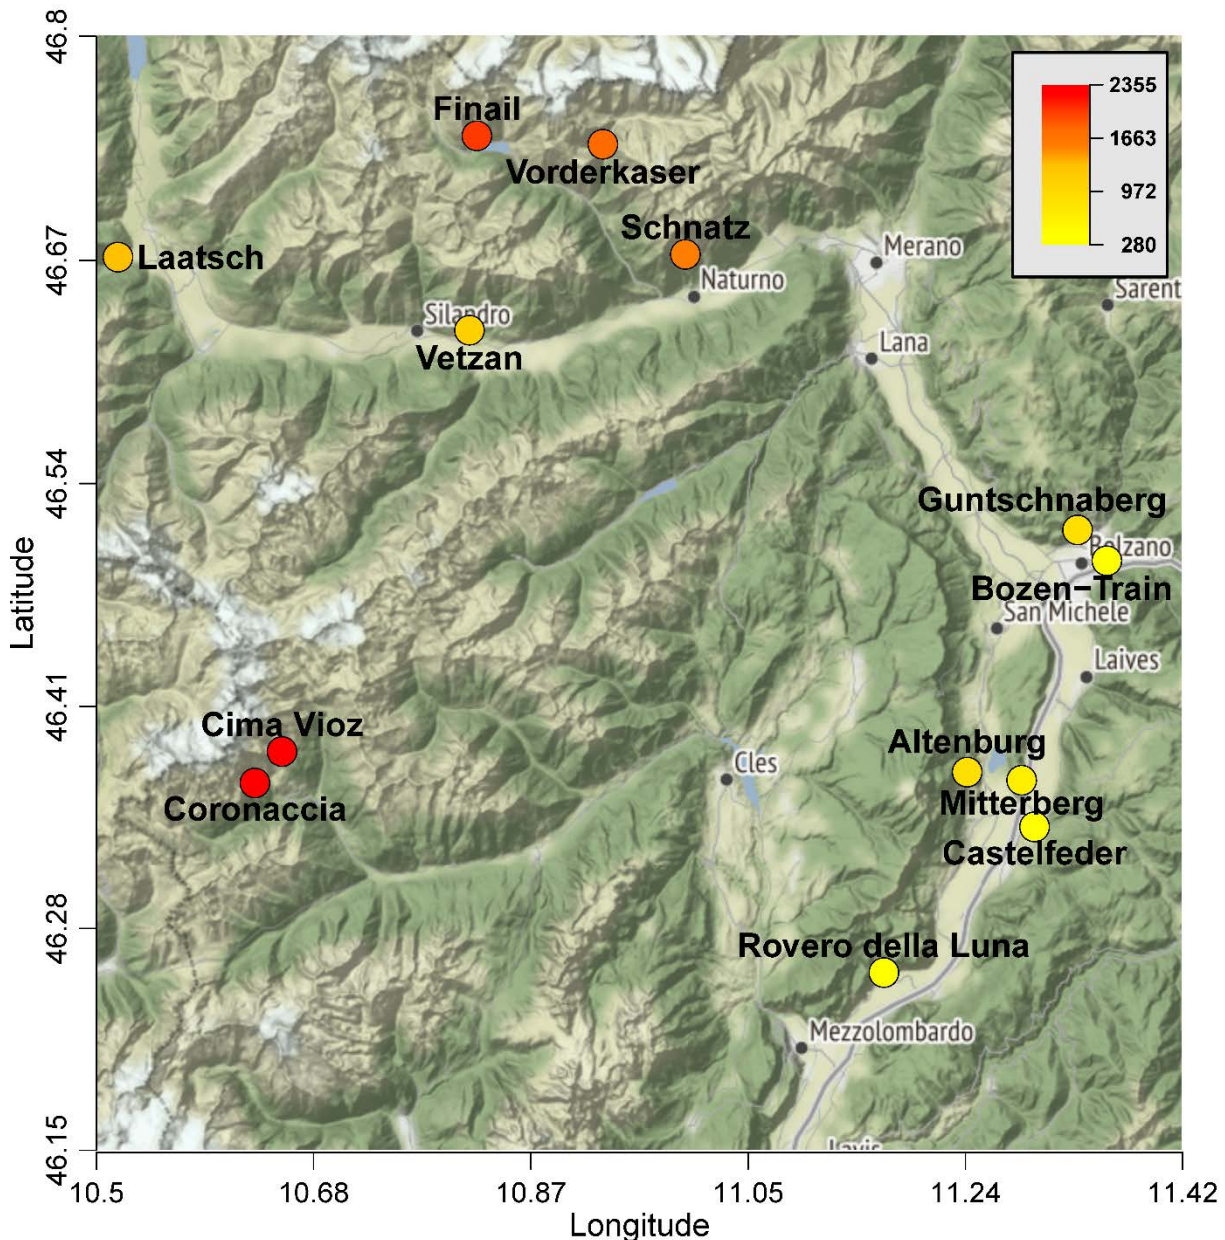 46.8
2355
Finail
1663
Vorderkaser
972
Schnatz
Merano
280
46.67
Laatsch
Naturno
Sarent
Silandro
Lana
Vetzan
46.54
Guntschnaberg
Bolzano
Bozen−Train
San Michele
Latitude
Laives
46.41
Cima Vioz
Altenburg
Cles
Coronaccia
Mitterberg
Castelfeder
46.28
Rovero della Luna
Mezzolombardo
46.15
Lavis
10.5
10.68
10.87
11.05
11.24
11.42
Longitude